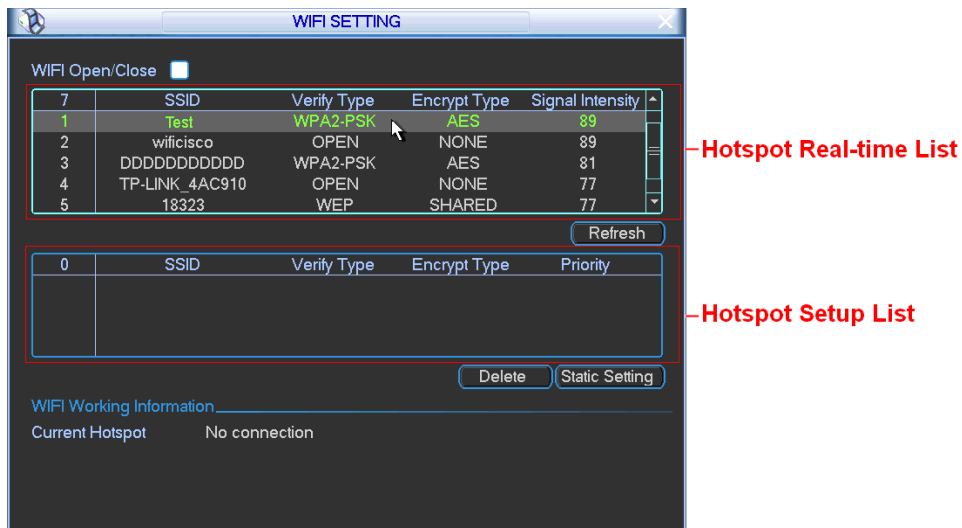 WIFI SETTING
WIFI Open/Close
7 SSID Verify Type Encrypt Type Signal Intensity
1 Test WPA2-PSK AES 89
2 wificisco OPEN NONE 89
3 DDDDDDDDDDD WPA2-PSK AES 81
4 TP-LINK_4AC910 OPEN NONE 77
5 18323 WEP SHARED 77
Hotspot Real-time List
Refresh
0 SSID Verify Type Encrypt Type Priority
Hotspot Setup List
Delete Static Setting
WIFI Working Information
Current Hotspot No connection